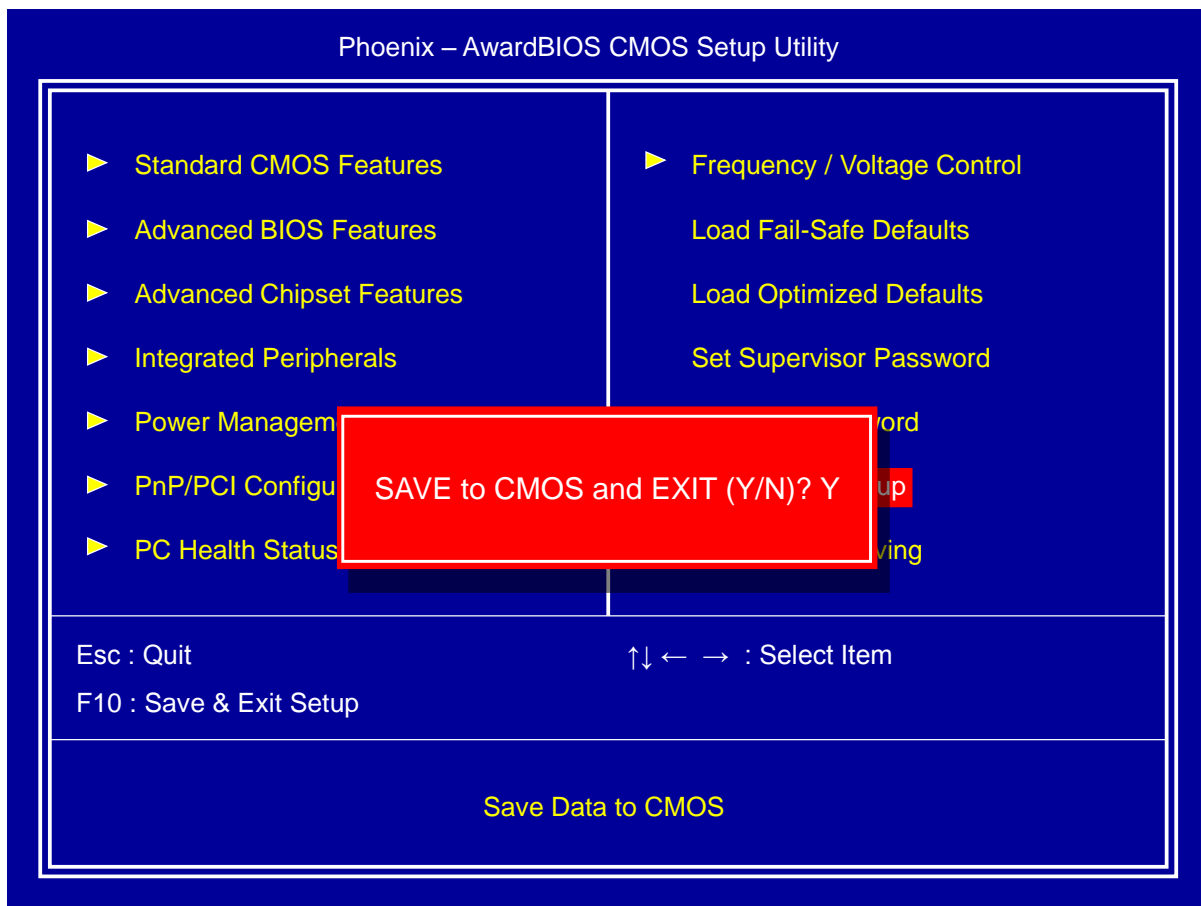 Phoenix – AwardBIOS CMOS Setup Utility
Standard CMOS Features
Advanced BIOS Features
Advanced Chipset Features
Integrated Peripherals
Power Managem
PnP/PCI Configu
PC Health Status
Frequency / Voltage Control
Load Fail-Safe Defaults
Load Optimized Defaults
Set Supervisor Password
ord
up
ving
SAVE to CMOS and EXIT (Y/N)? Y
Esc : Quit
↑↓ ← → : Select Item
F10 : Save & Exit Setup
Save Data to CMOS